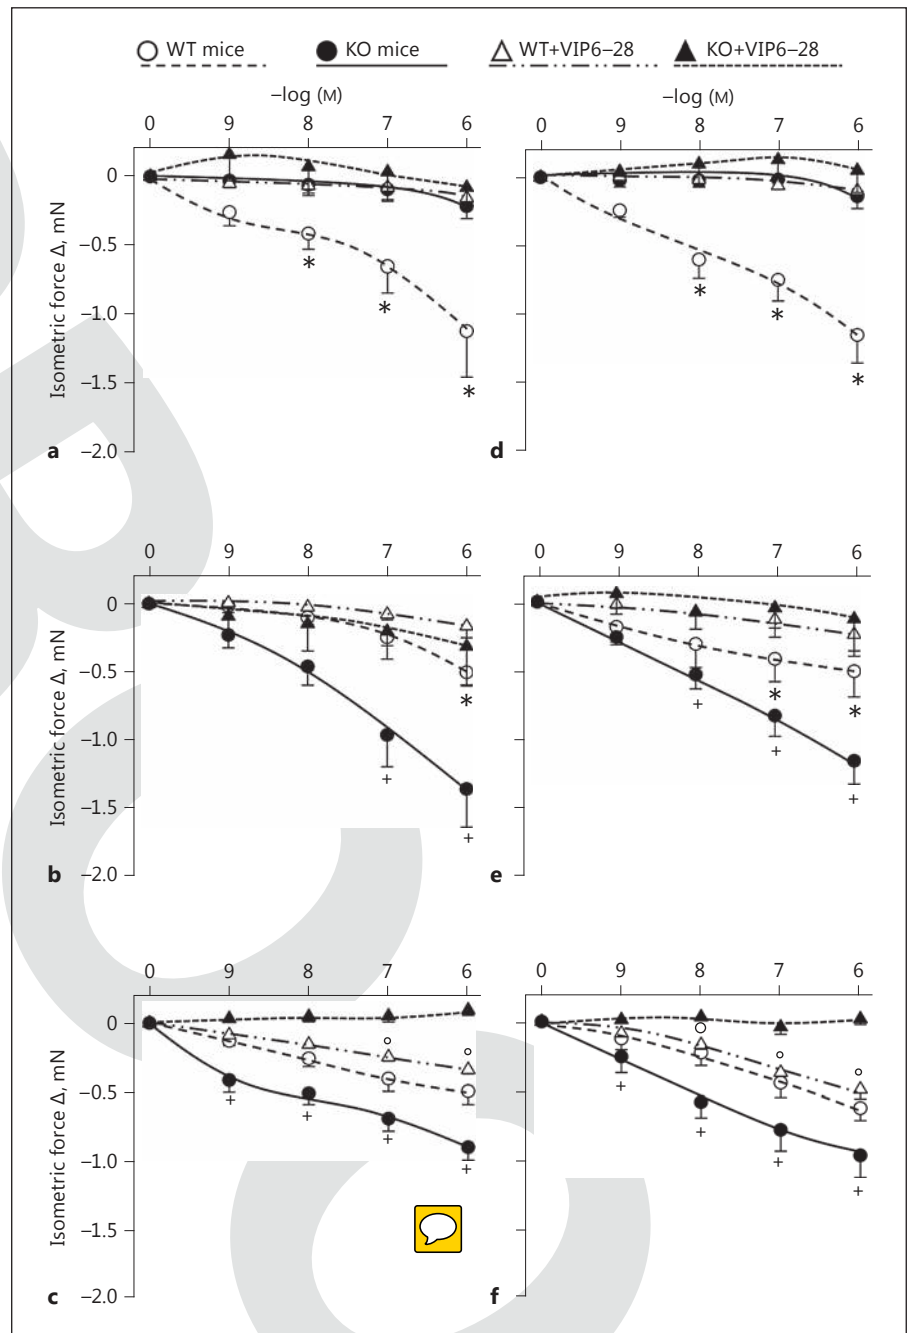 WT mice KO mice WT+VIP6–28 KO+VIP6–28
–log (M) –log (M)
0 9 8 7 6 0 9 8 7 6
0
–0.5
–1.0
–1.5
–2.0
Isometric force Δ, mN
* * *
* * *
a d
0 9 8 7 6 0 9 8 7 6
0
–0.5
–1.0
–1.5
–2.0
Isometric force Δ, mN
* + +
* * + + +
b e
0 9 8 7 6 0 9 8 7 6
0
–0.5
–1.0
–1.5
–2.0
Isometric force Δ, mN
° °
+ + + +
° ° °
+ + + +
c f